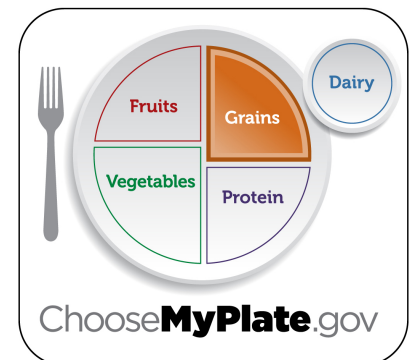 Dairy
Fruits
Grains
Vegetables
Protein
ChooseMyPlate.gov